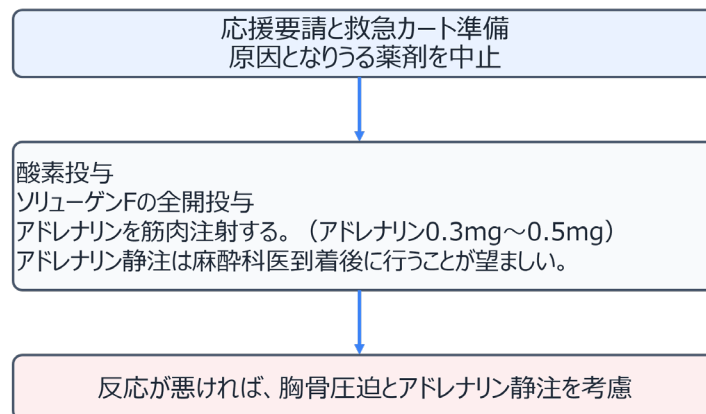 応援要請と救急カート準備
原因となりうる薬剤を中止
酸素投与
ソリューゲンFの全開投与
アドレナリンを筋肉注射する。（アドレナリン0.3mg～0.5mg）
アドレナリン静注は麻酔科医到着後に行うことが望ましい。
反応が悪ければ、胸骨圧迫とアドレナリン静注を考慮